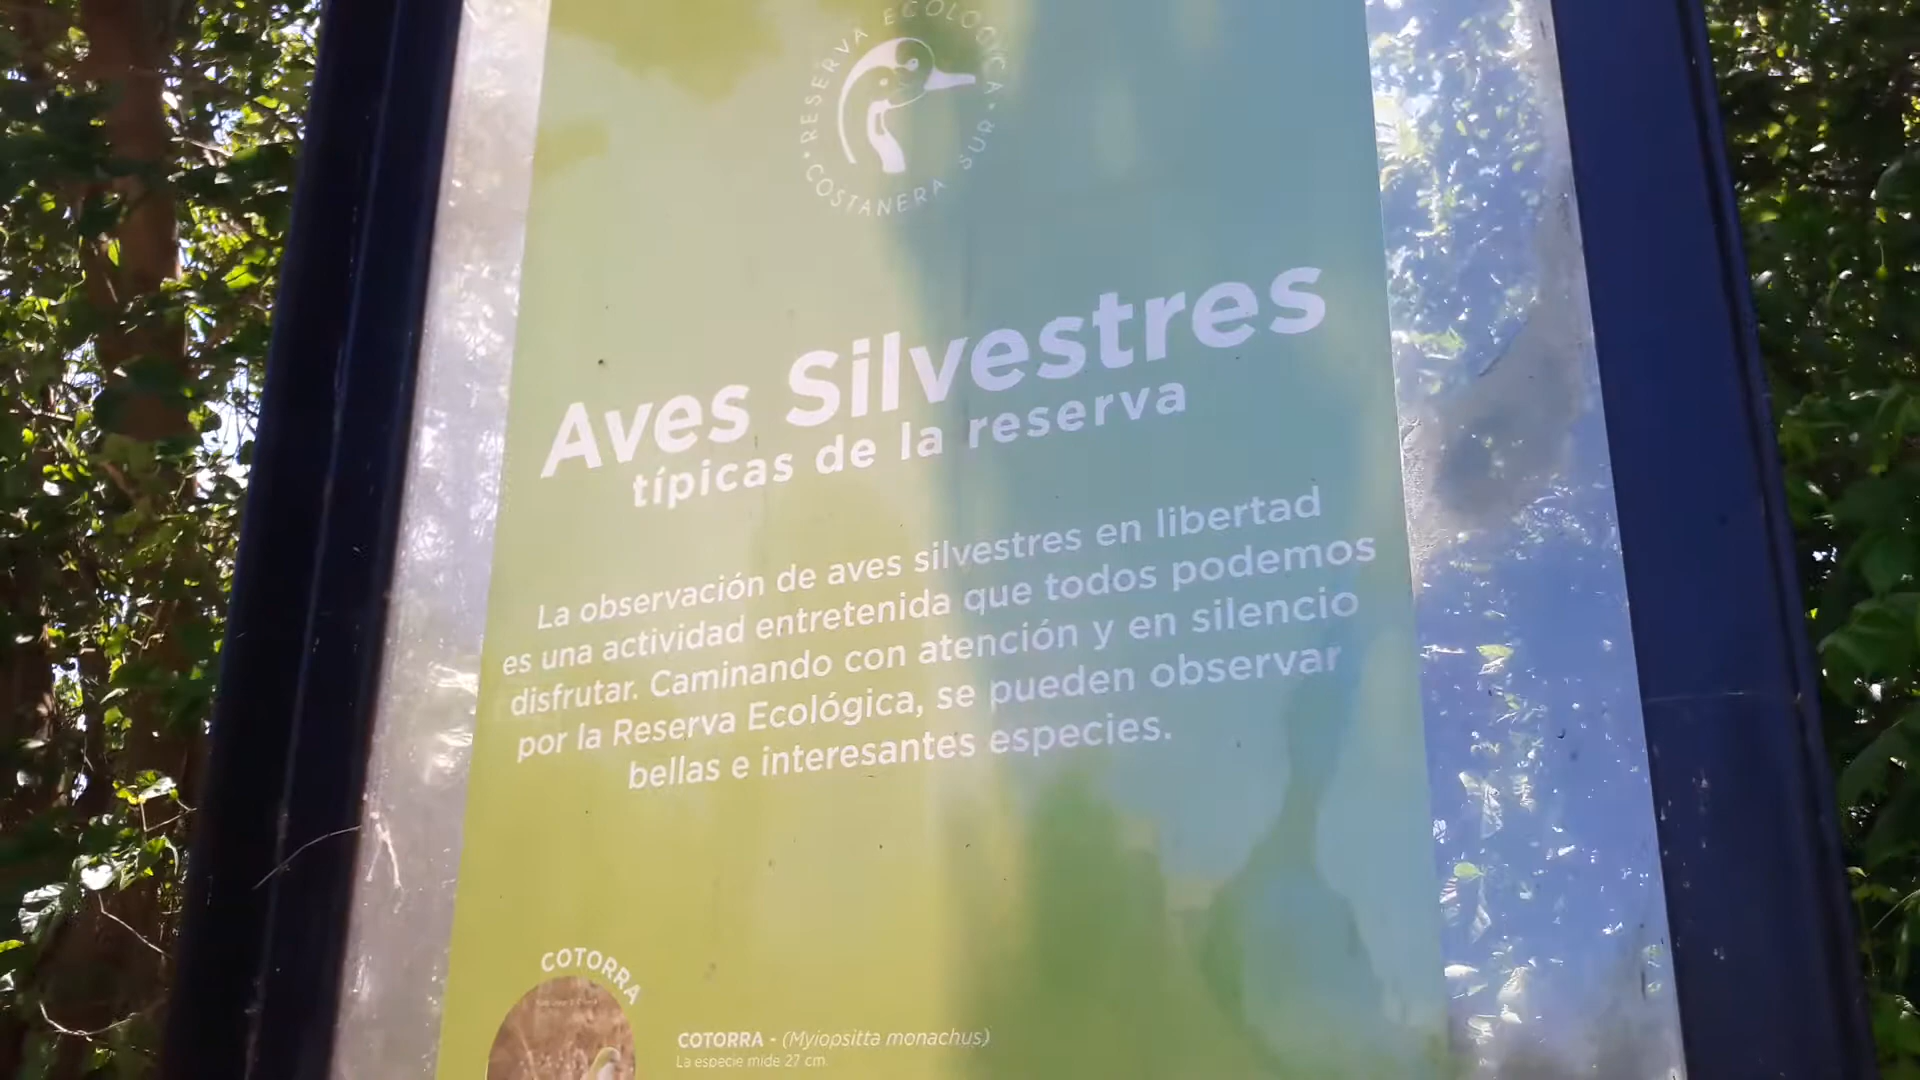 RESERVA ECOLÓGICA • COSTANERA SUR •
Aves Silvestres
típicas de la reserva
La observación de aves silvestres en libertad
es una actividad entretenida que todos podemos
disfrutar. Caminando con atención y en silencio
por la Reserva Ecológica, se pueden observar
bellas e interesantes especies.
COTORRA
COTORRA - (Myiopsitta monachus)
La especie mide 27 cm.